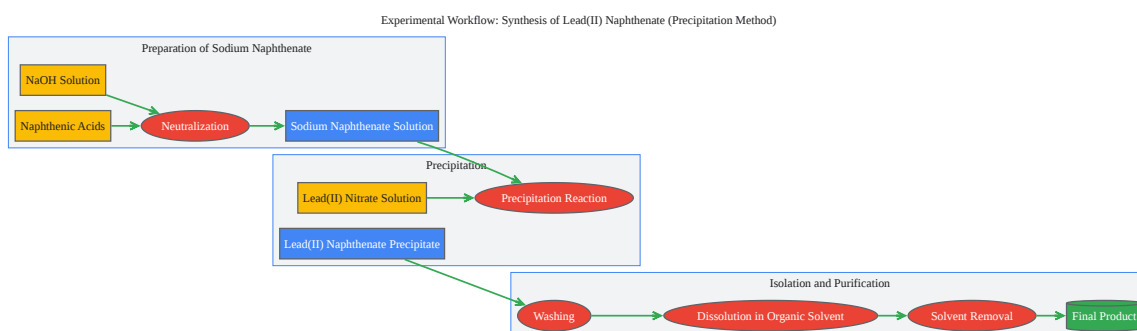 Experimental Workflow: Synthesis of Lead(II) Naphthenate (Precipitation Method)
Preparation of Sodium Naphthenate
NaOH Solution
Naphthenic Acids
Neutralization
Sodium Naphthenate Solution
Precipitation
Lead(II) Nitrate Solution
Precipitation Reaction
Lead(II) Naphthenate Precipitate
Isolation and Purification
Washing
Dissolution in Organic Solvent
Solvent Removal
Final Product